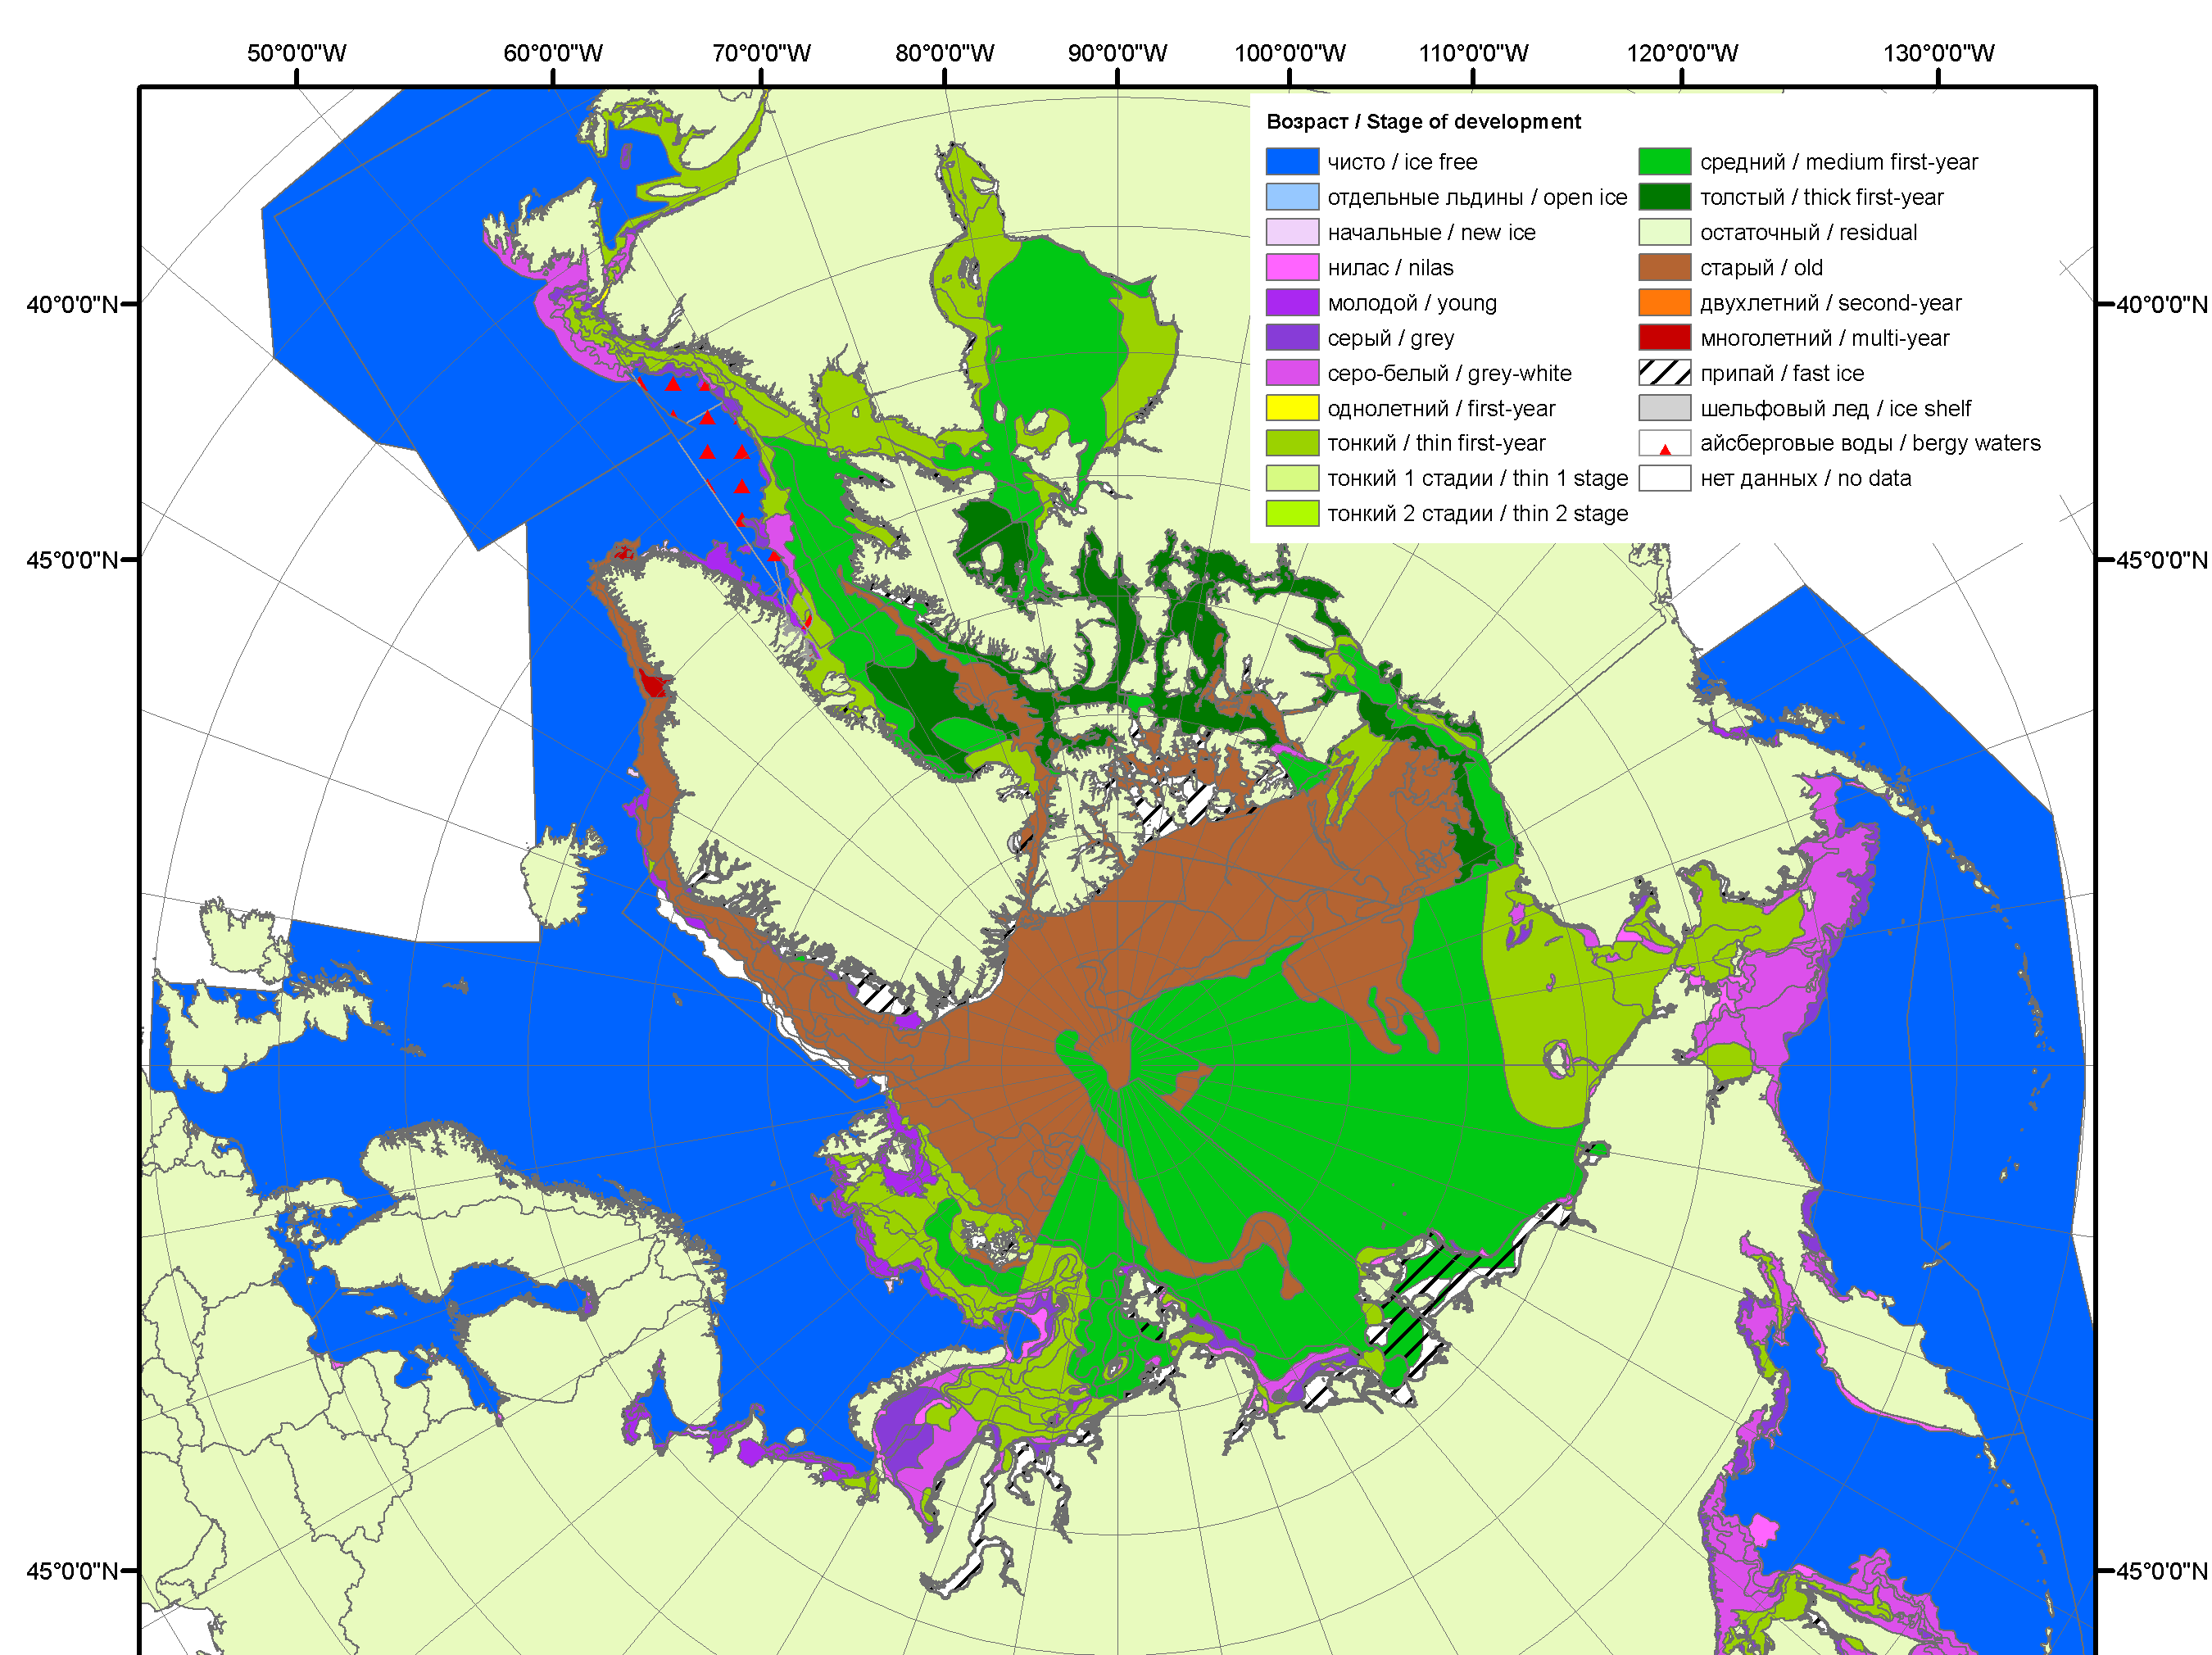 50°0'0"W 60°0'0"W 70°0'0"W 80°0'0"W 90°0'0"W 100°0'0"W 110°0'0"W 120°0'0"W 130°0'0"W
Возраст / Stage of development
чисто / ice free
отдельные льдины / open ice
начальные / new ice
нилас / nilas
молодой / young
серый / grey
серо-белый / grey-white
однолетний / first-year
тонкий / thin first-year
тонкий 1 стадии / thin 1 stage
тонкий 2 стадии / thin 2 stage
средний / medium first-year
толстый / thick first-year
остаточный / residual
старый / old
двухлетний / second-year
многолетний / multi-year
припай / fast ice
шельфовый лед / ice shelf
айсберговые воды / bergy waters
нет данных / no data
40°0'0"N
40°0'0"N
45°0'0"N
45°0'0"N
45°0'0"N
45°0'0"N